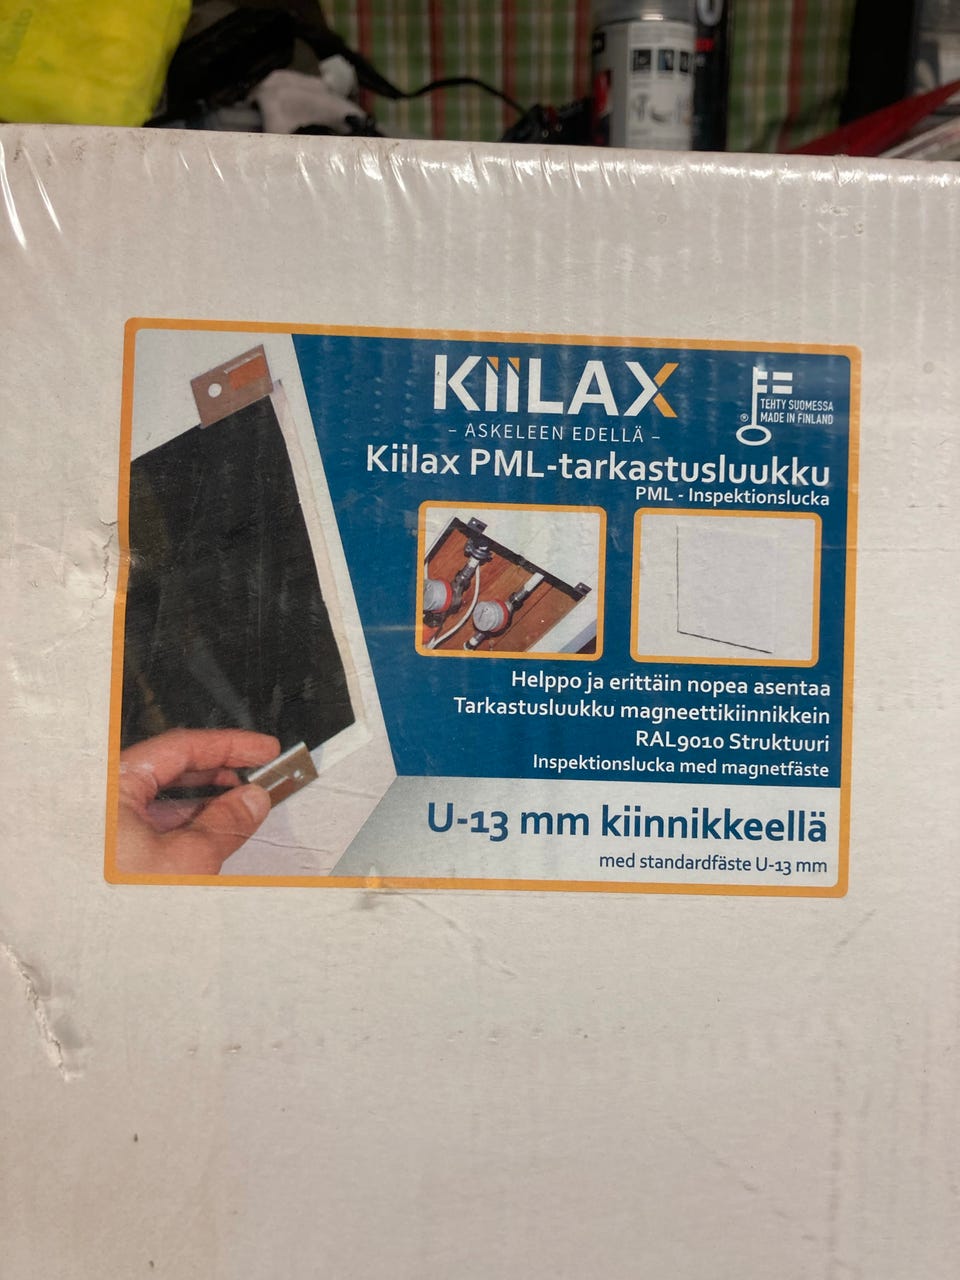 KiiLAX
– ASKELEEN EDELLÄ –
® TEHTY SUOMESSA
MADE IN FINLAND
Kiilax PML-tarkastusluukku
PML - Inspektionslucka
Helppo ja erittäin nopea asentaa
Tarkastusluukku magneettikiinnikkein
RAL9010 Struktuuri
Inspektionslucka med magnetfäste
U-13 mm kiinnikkeellä
med standardfäste U-13 mm